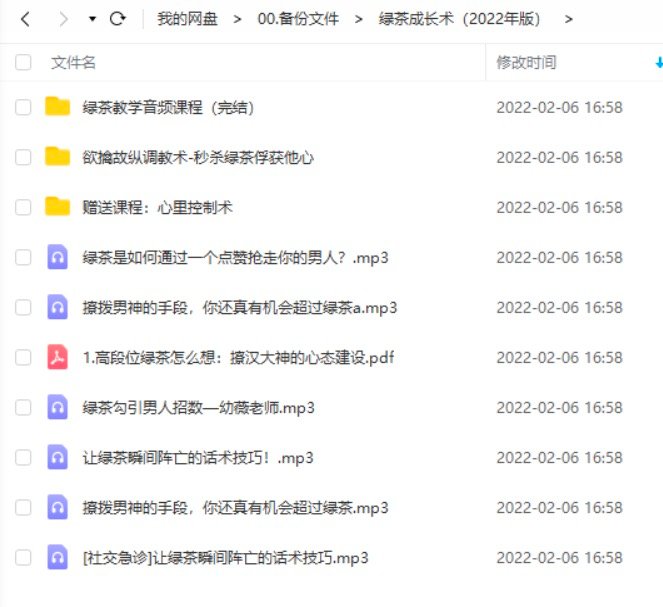 我的网盘 > 00.备份文件 > 绿茶成长术（2022年版） >
文件名 修改时间
绿茶教学音频课程（完结） 2022-02-06 16:58
欲擒故纵调教术-秒杀绿茶俘获他心 2022-02-06 16:58
赠送课程：心里控制术 2022-02-06 16:58
绿茶是如何通过一个点赞抢走你的男人？.mp3 2022-02-06 16:58
撩拨男神的手段，你还真有机会超过绿茶a.mp3 2022-02-06 16:58
1.高段位绿茶怎么想：撩汉大神的心态建设.pdf 2022-02-06 16:58
绿茶勾引男人招数—幼薇老师.mp3 2022-02-06 16:58
让绿茶瞬间阵亡的话术技巧！.mp3 2022-02-06 16:58
撩拨男神的手段，你还真有机会超过绿茶.mp3 2022-02-06 16:58
[社交急诊]让绿茶瞬间阵亡的话术技巧.mp3 2022-02-06 16:58